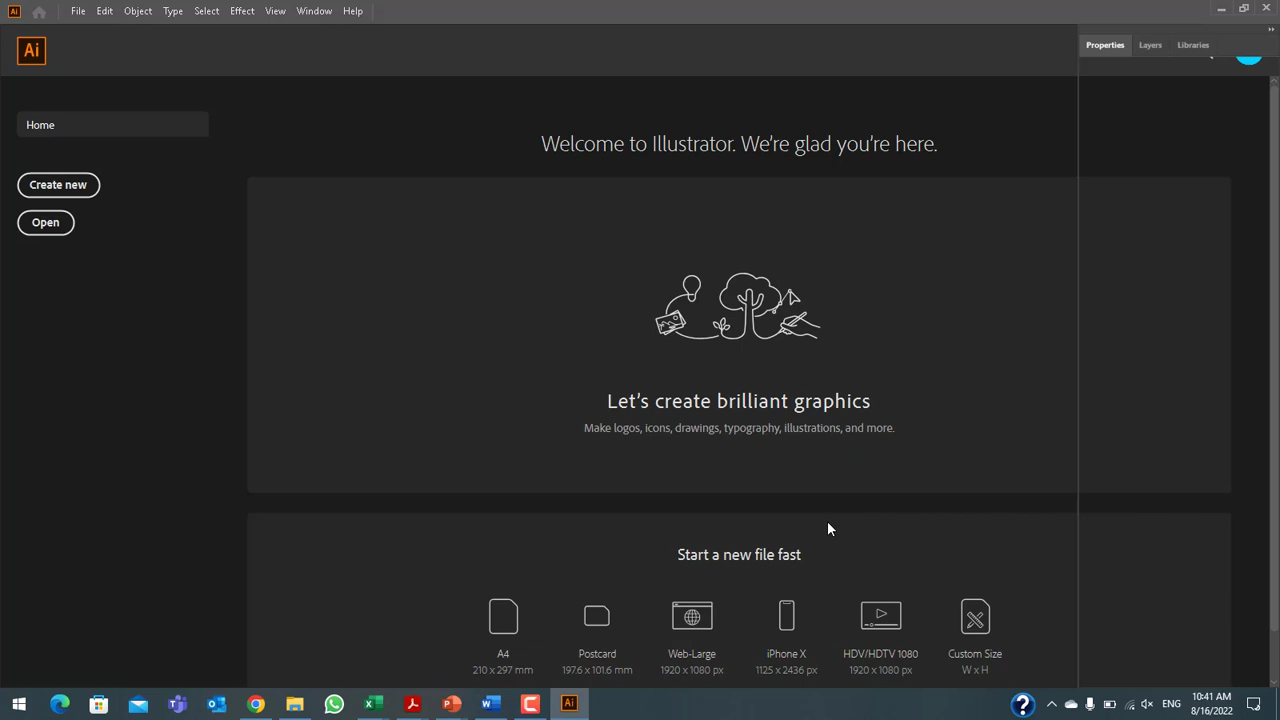 Ai File Edit Object Type Select Effect View Window Help
Ai
Properties Layers Libraries
Home
Create new
Open
Welcome to Illustrator. We're glad you're here.
Let's create brilliant graphics
Make logos, icons, drawings, typography, illustrations, and more.
Start a new file fast
A4 Postcard Web-Large iPhone X HDV/HDTV 1080 Custom Size
210 x 297 mm 197.6 x 101.6 mm 1920 x 1080 px 1125 x 2436 px 1920 x 1080 px W x H
Ai ENG 10:41 AM
8/16/2022